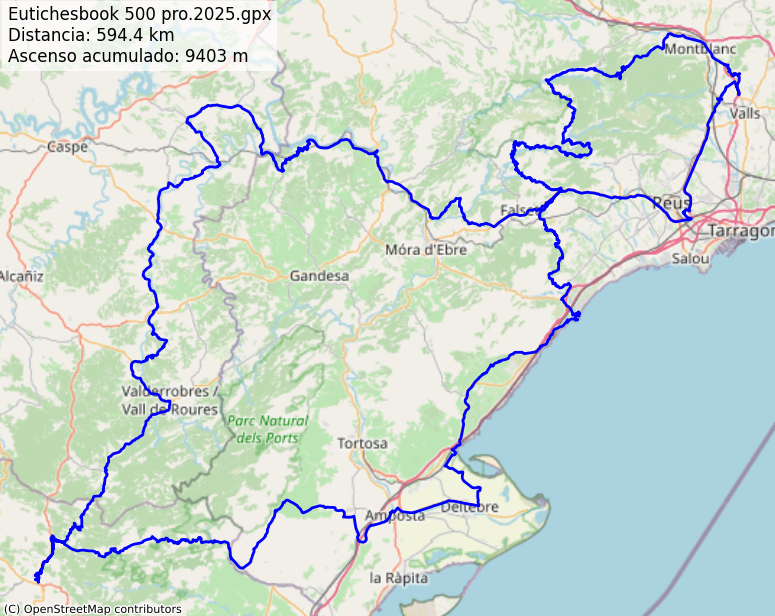 Eutichesbook 500 pro.2025.gpx
Distancia: 594.4 km
Ascenso acumulado: 9403 m
Montblanc
Valls
Caspe
Falset
Reus
Tarragon
Móra d'Ebre
Salou
Alcañiz
Gandesa
Valderrobres /
Vall de Roures
Parc Natural
dels Ports
Tortosa
Amposta
Deltebre
la Ràpita
(C) OpenStreetMap contributors